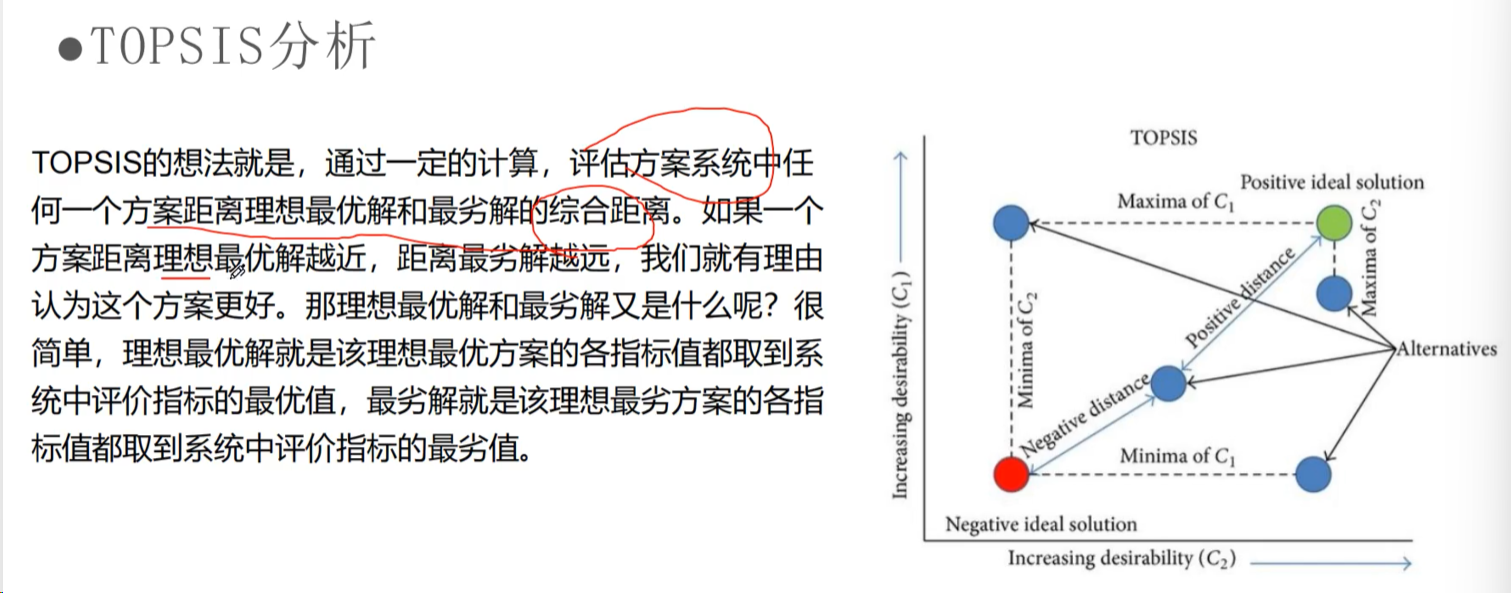 ●TOPSIS分析
TOPSIS的想法就是，通过一定的计算，评估方案系统中任
何一个方案距离理想最优解和最劣解的综合距离。如果一个
方案距离理想最优解越近，距离最劣解越远，我们就有理由
认为这个方案更好。那理想最优解和最劣解又是什么呢？很
简单，理想最优解就是该理想最优方案的各指标值都取到系
统中评价指标的最优值，最劣解就是该理想最劣方案的各指
标值都取到系统中评价指标的最劣值。
TOPSIS
Positive ideal solution
Maxima of C₁
Maxima of C₂
Positive distance
Minima of C₂
Alternatives
Negative distance
Minima of C₁
Negative ideal solution
Increasing desirability (C₁)
Increasing desirability (C₂)